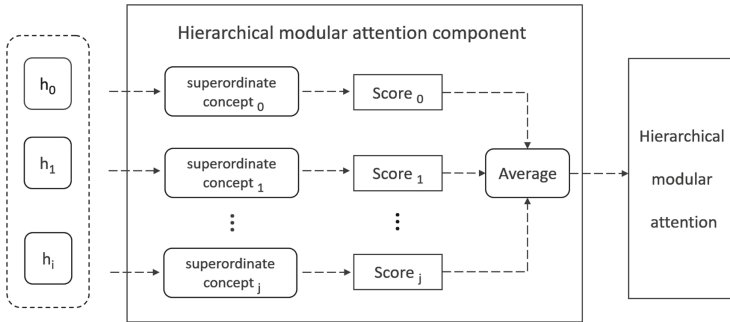 Hierarchical modular attention component
h0
superordinate
concept 0
Score 0
h1
superordinate
concept 1
Score 1
Average
Hierarchical
modular
attention
hi
superordinate
concept j
Score j